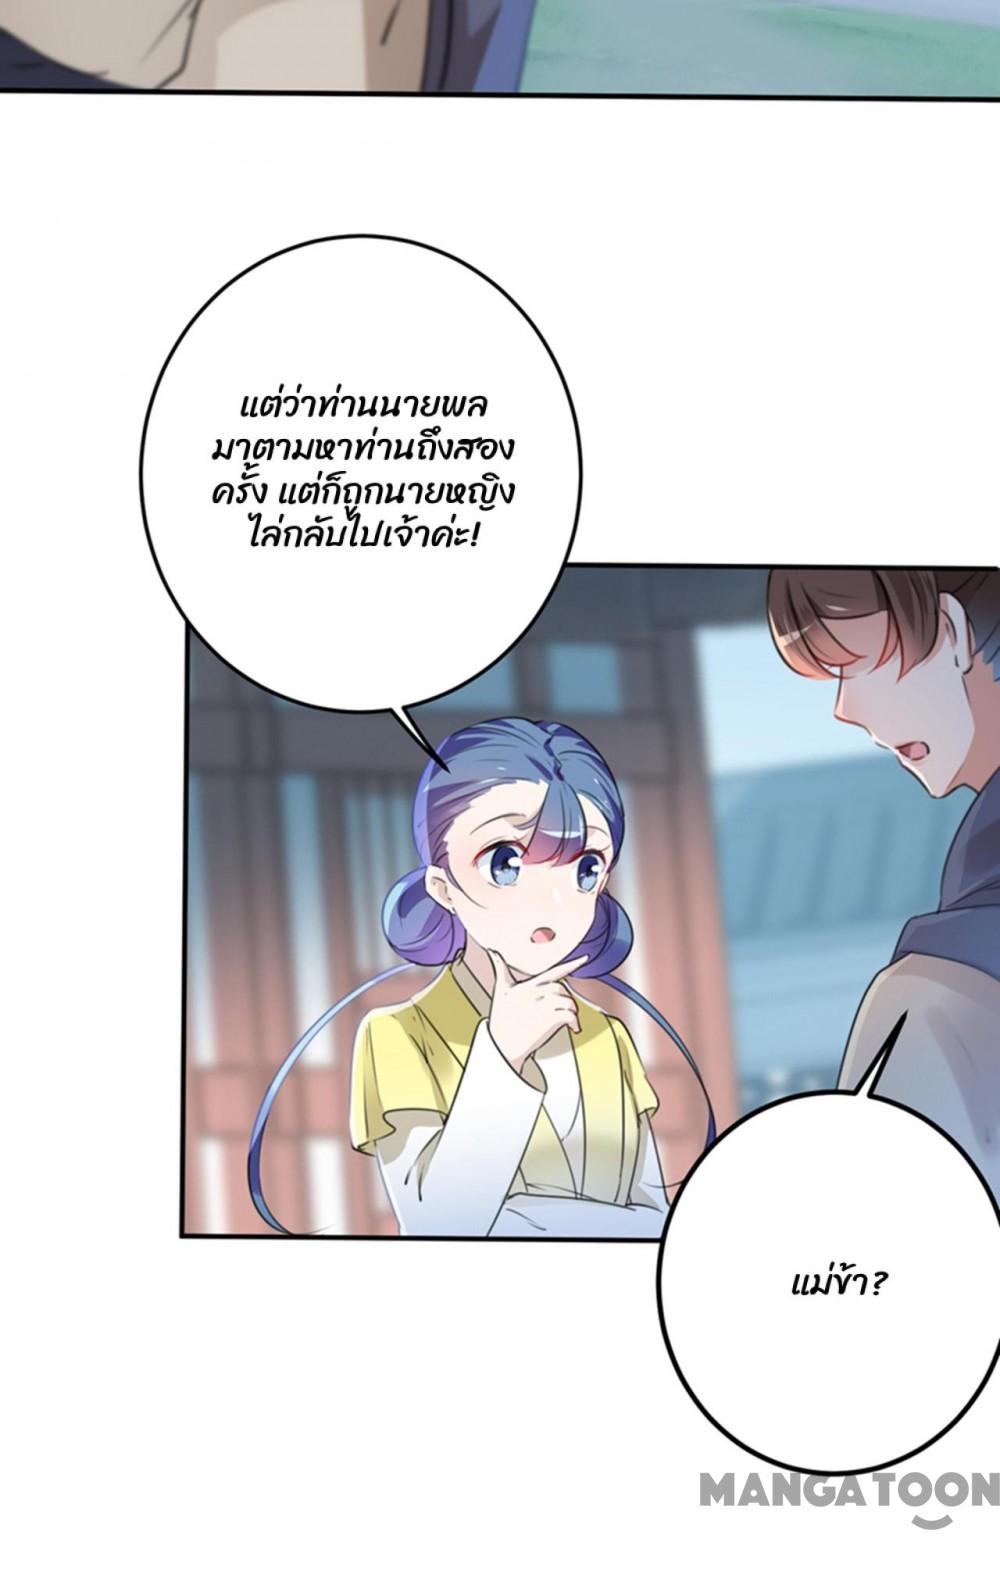 แต่ว่าท่านนายพล
มาตามหาท่านถึงสอง
ครั้ง แต่ก็ถูกนายหญิง
ไล่กลับไปเจ้าค่ะ!
แม่ข้า?
MANGATOON